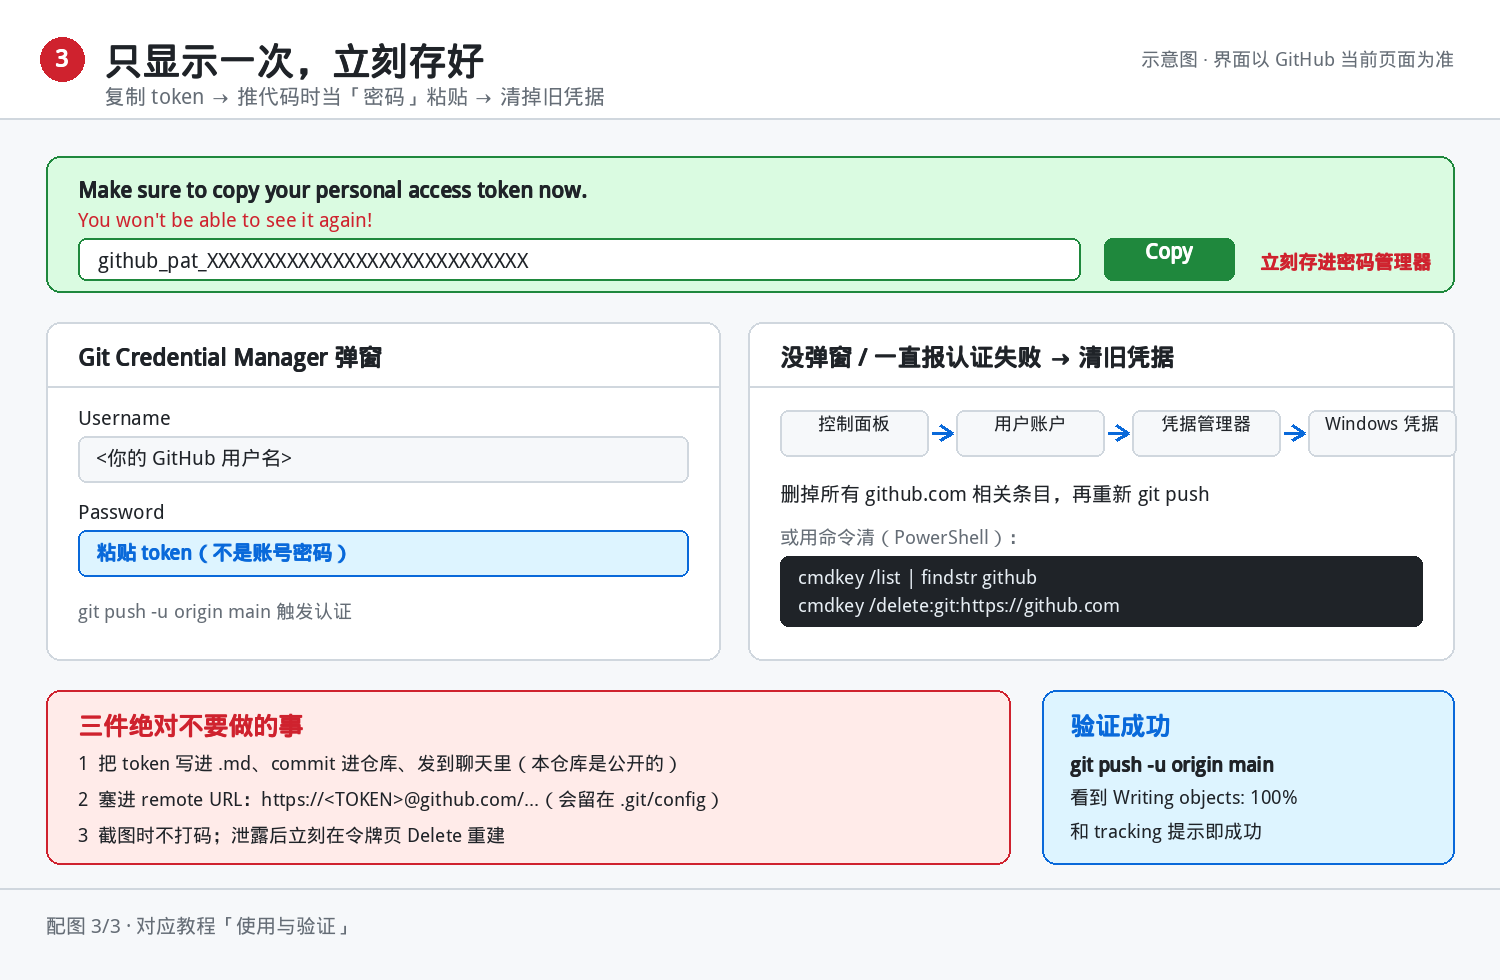 3
只显示一次，立刻存好
示意图 · 界面以 GitHub 当前页面为准
复制 token → 推代码时当「密码」粘贴 → 清掉旧凭据
Make sure to copy your personal access token now.
You won't be able to see it again!
github_pat_XXXXXXXXXXXXXXXXXXXXXXXXXXXX
Copy
立刻存进密码管理器
Git Credential Manager 弹窗
Username
<你的 GitHub 用户名>
Password
粘贴 token（不是账号密码）
git push -u origin main 触发认证
没弹窗 / 一直报认证失败 → 清旧凭据
控制面板 → 用户账户 → 凭据管理器 → Windows 凭据
删掉所有 github.com 相关条目，再重新 git push
或用命令清（PowerShell）：
cmdkey /list | findstr github
cmdkey /delete:git:https://github.com
三件绝对不要做的事
1 把 token 写进 .md、commit 进仓库、发到聊天里（本仓库是公开的）
2 塞进 remote URL：https://<TOKEN>@github.com/...（会留在 .git/config）
3 截图时不打码；泄露后立刻在令牌页 Delete 重建
验证成功
git push -u origin main
看到 Writing objects: 100%
和 tracking 提示即成功
配图 3/3 · 对应教程「使用与验证」